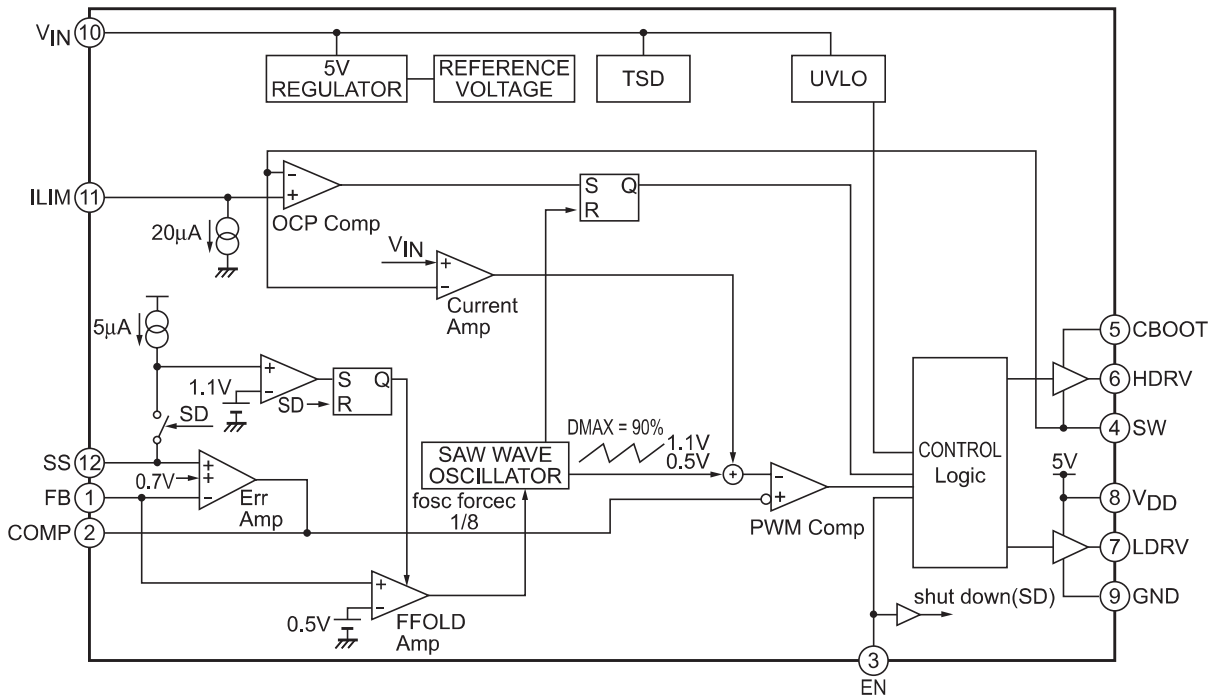 VIN 10
5V
REGULATOR
REFERENCE
VOLTAGE
TSD
UVLO
ILIM 11
-
+
OCP Comp
S Q
R
20μA
VIN
+
-
Current
Amp
5μA
1.1V
+
-
S Q
SD R
SD
SS 12
0.7V
FB 1
COMP 2
+
+
-
Err
Amp
SAW WAVE
OSCILLATOR
fosc forcec
1/8
DMAX = 90%
1.1V
0.5V
+
-
+
PWM Comp
CONTROL
Logic
5 CBOOT
6 HDRV
4 SW
5V
8 VDD
7 LDRV
9 GND
0.5V
+
-
FFOLD
Amp
shut down(SD)
3
EN